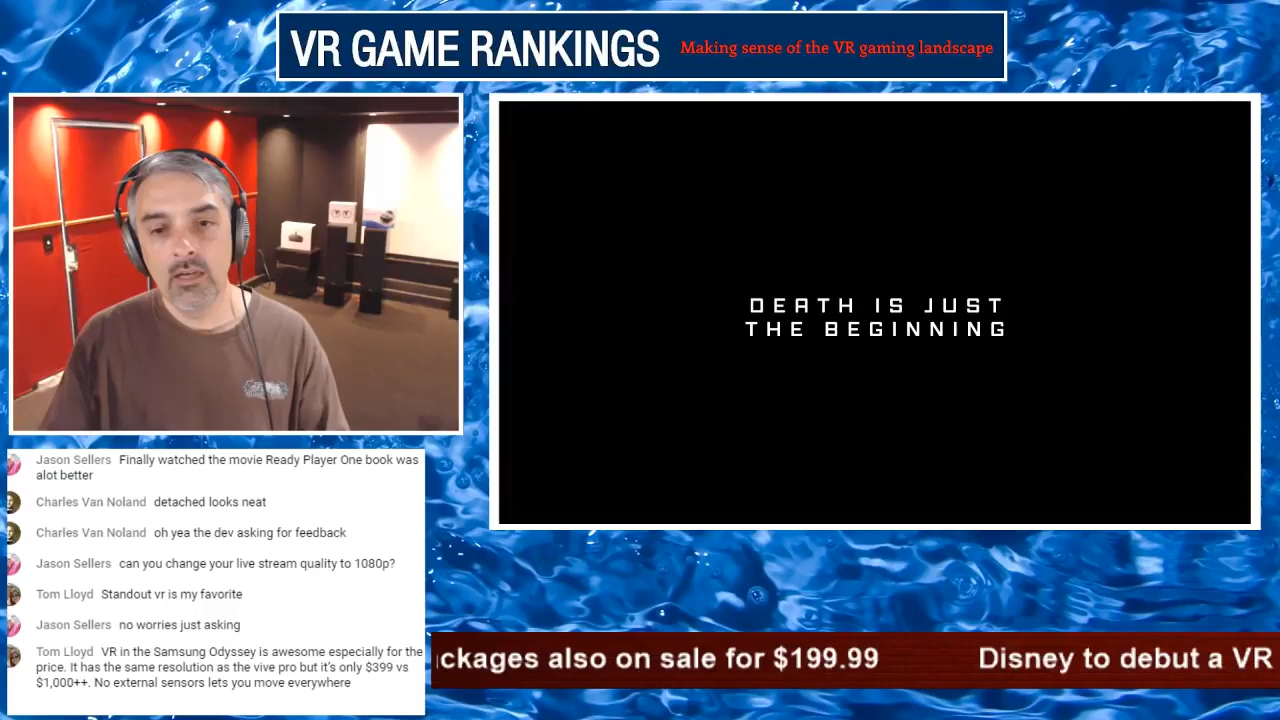 VR GAME RANKINGS Making sense of the VR gaming landscape
DEATH IS JUST
THE BEGINNING
Jason Sellers Finally watched the movie Ready Player One book was
alot better
Charles Van Noland detached looks neat
Charles Van Noland oh yea the dev asking for feedback
Jason Sellers can you change your live stream quality to 1080p?
Tom Lloyd Standout vr is my favorite
Jason Sellers no worries just asking
Tom Lloyd VR in the Samsung Odyssey is awesome especially for the
price. It has the same resolution as the vive pro but it's only $399 vs
$1,000++. No external sensors lets you move everywhere
ckages also on sale for $199.99 Disney to debut a VR